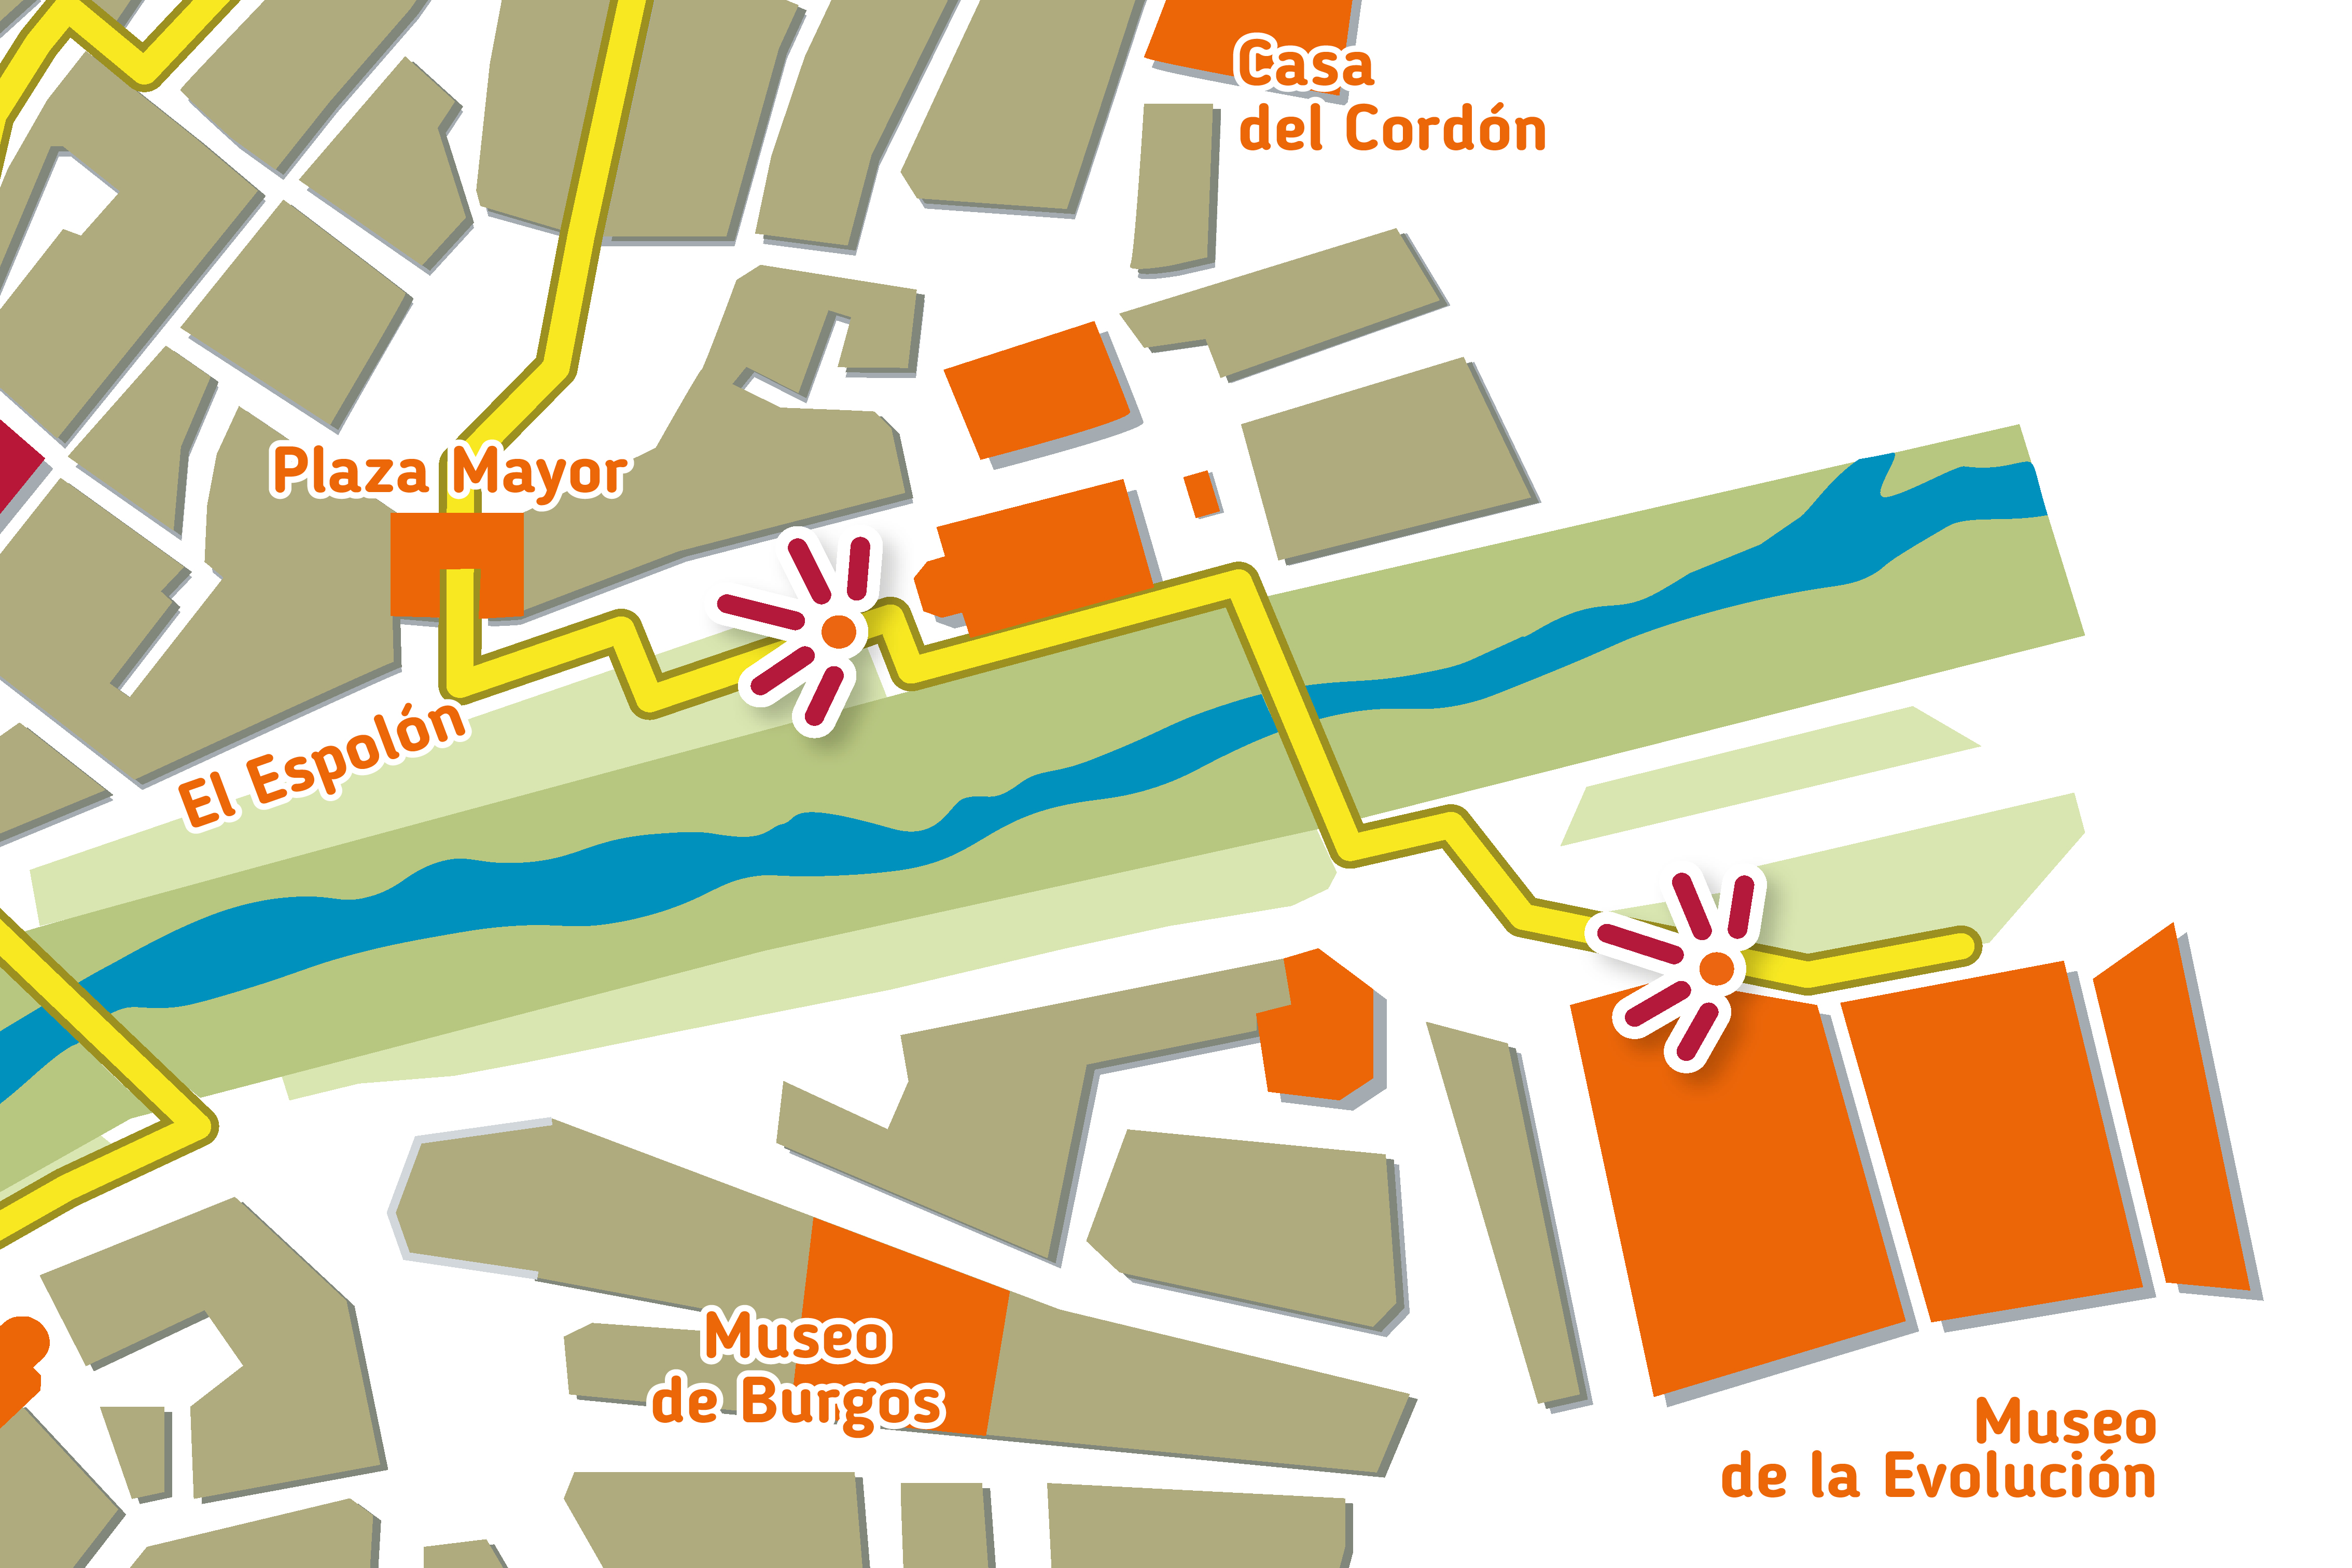 Casa
del Cordón
Plaza Mayor
El Espolón
Museo
de Burgos
Museo
de la Evolución